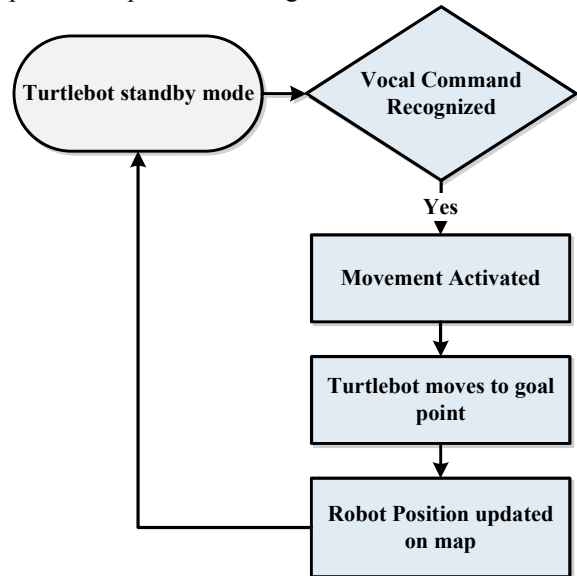 Turtlebot standby mode
Vocal Command
Recognized
Yes
Movement Activated
Turtlebot moves to goal
point
Robot Position updated
on map